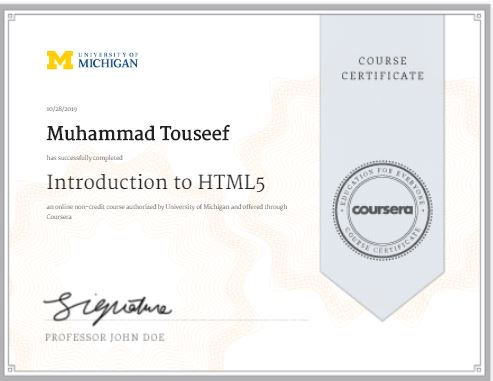 UNIVERSITY OF
MICHIGAN
COURSE
CERTIFICATE
10/28/2019
Muhammad Touseef
has successfully completed
Introduction to HTML5
an online non-credit course authorized by University of Michigan and offered through
Coursera
EDUCATION FOR EVERYONE
coursera
COURSE CERTIFICATE
Signature
PROFESSOR JOHN DOE